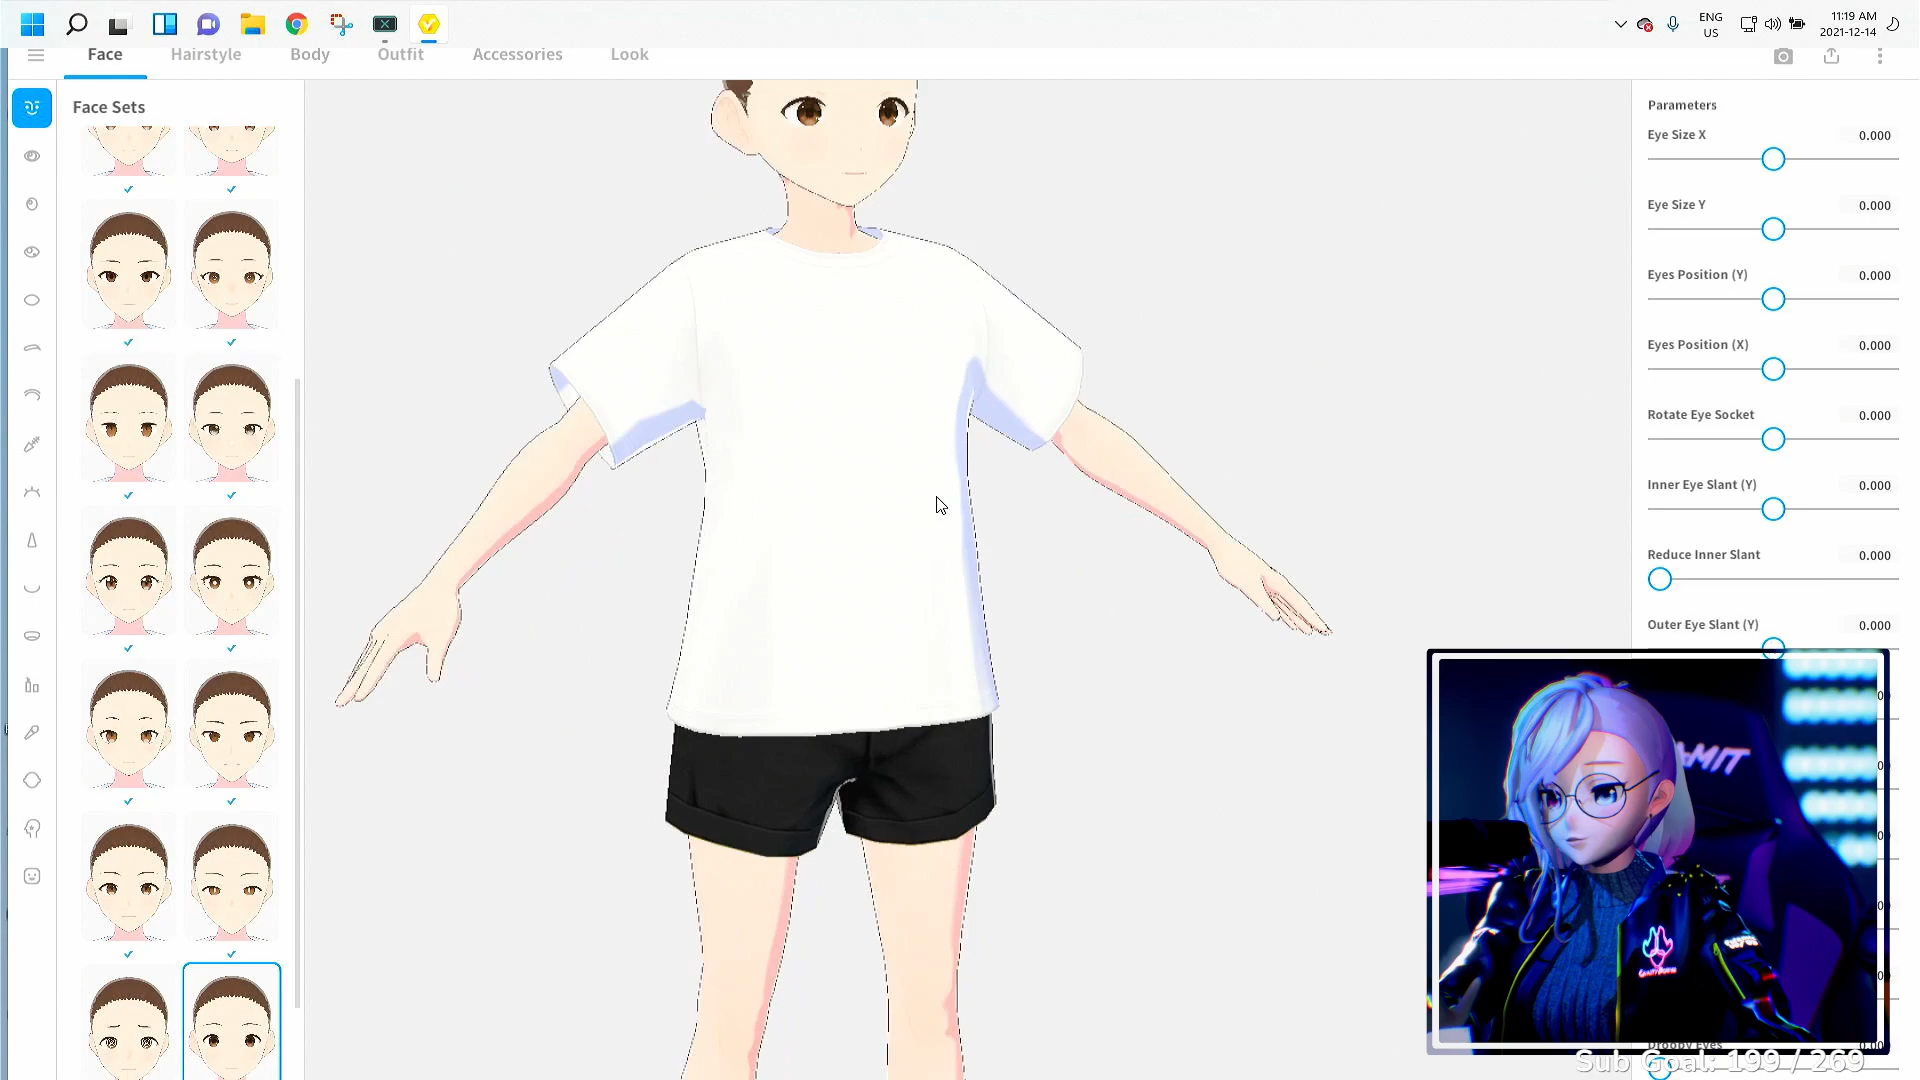 ENG
US
11:19 AM
2021-12-14
Face
Hairstyle
Body
Outfit
Accessories
Look
Face Sets
Parameters
Eye Size X
0.000
Eye Size Y
0.000
Eyes Position (Y)
0.000
Eyes Position (X)
0.000
Rotate Eye Socket
0.000
Inner Eye Slant (Y)
0.000
Reduce Inner Slant
0.000
Outer Eye Slant (Y)
0.000
Droopy Eyes
Sub Goal: 199 / 269